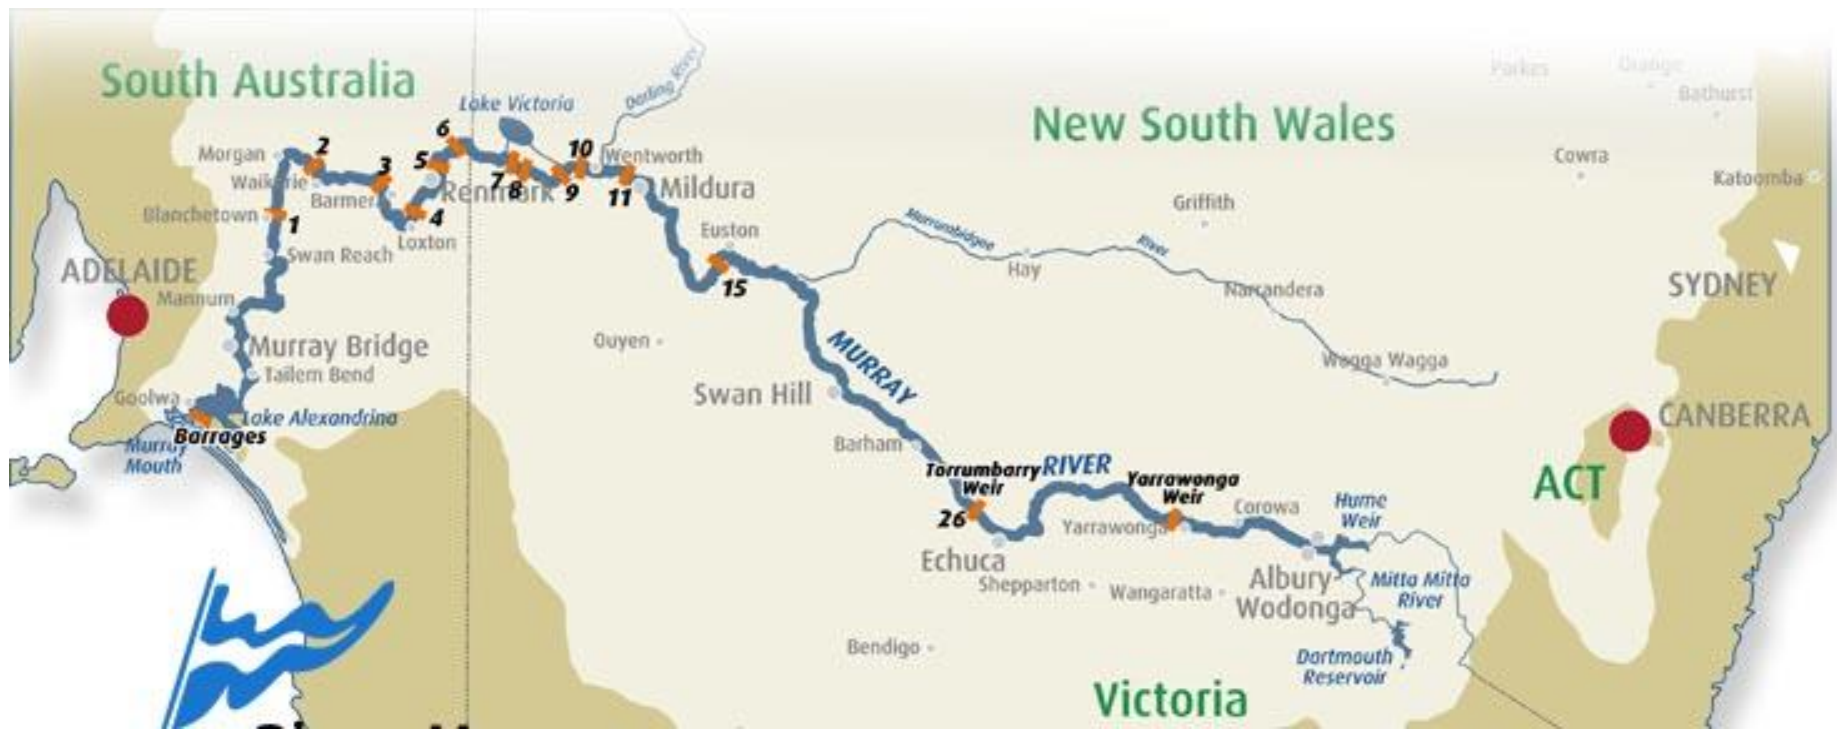 South Australia
Lake Victoria
Darling River
New South Wales
Parkes
Orange
Bathurst
Cowra
Katoomba
Griffith
Morgan
2
Waikerie
3
Barmer
Blanchetown
1
Swan Reach
Loxton
4
5
6
Renmark
7
8
9
10
Wentworth
11
Mildura
Euston
15
Murrumbidgee
River
Hay
Narrandera
Wagga Wagga
SYDNEY
ADELAIDE
Mannum
Murray Bridge
Tailem Bend
Goolwa
Lake Alexandrina
Barrages
Murray
Mouth
Ouyen
MURRAY
RIVER
Swan Hill
Barham
Torrumbarry
Weir
26
Echuca
Yarrawonga
Weir
Yarrawonga
Corowa
Hume
Weir
CANBERRA
ACT
Shepparton
Wangaratta
Albury
Wodonga
Mitta Mitta
River
Bendigo
Dartmouth
Reservoir
Victoria